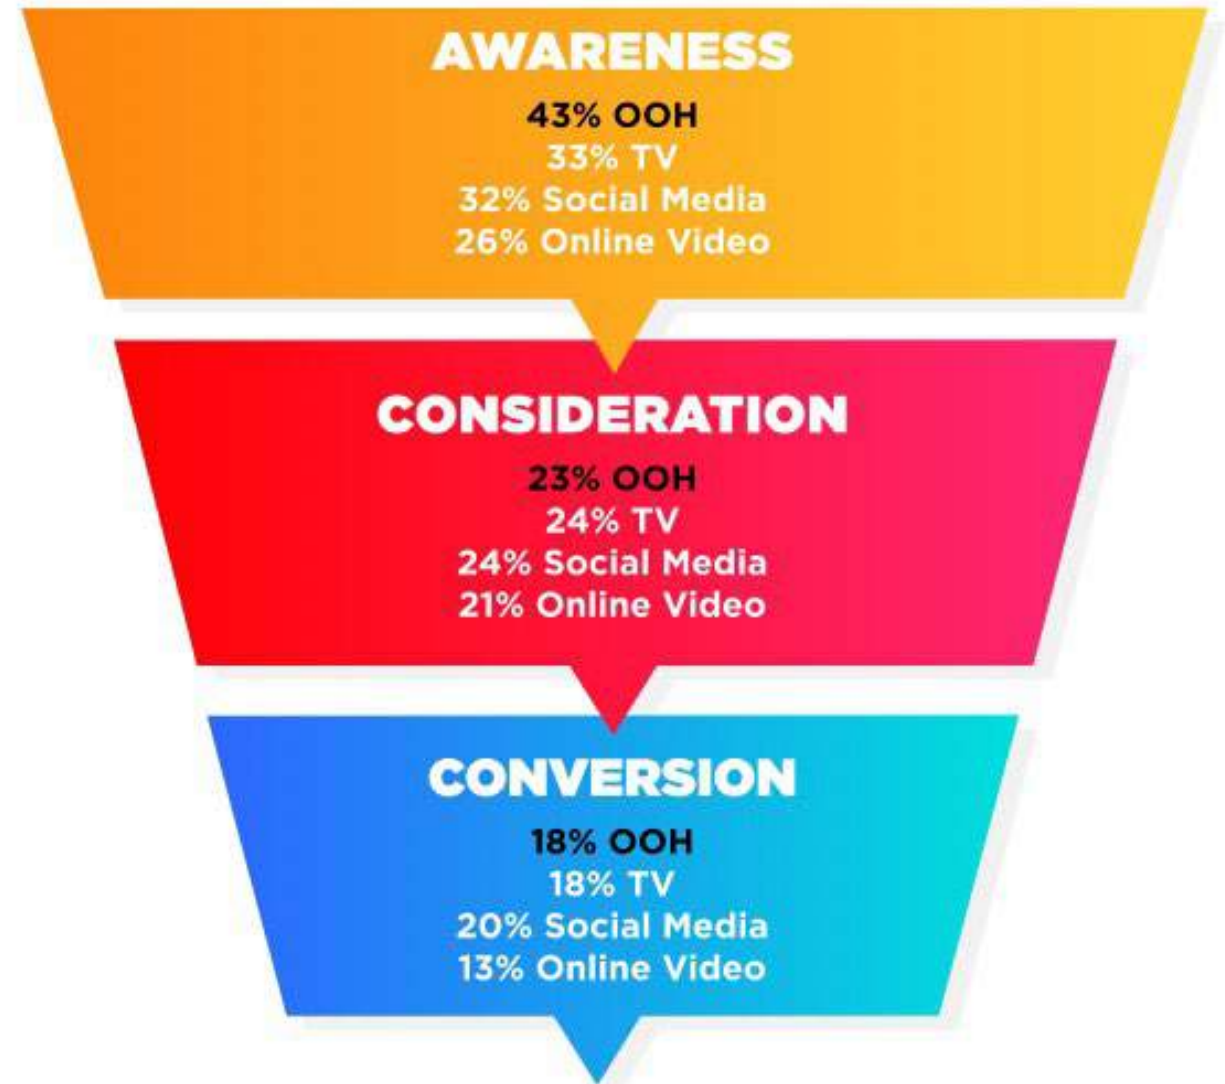 AWARENESS
43% OOH
33% TV
32% Social Media
26% Online Video
CONSIDERATION
23% OOH
24% TV
24% Social Media
21% Online Video
CONVERSION
18% OOH
18% TV
20% Social Media
13% Online Video